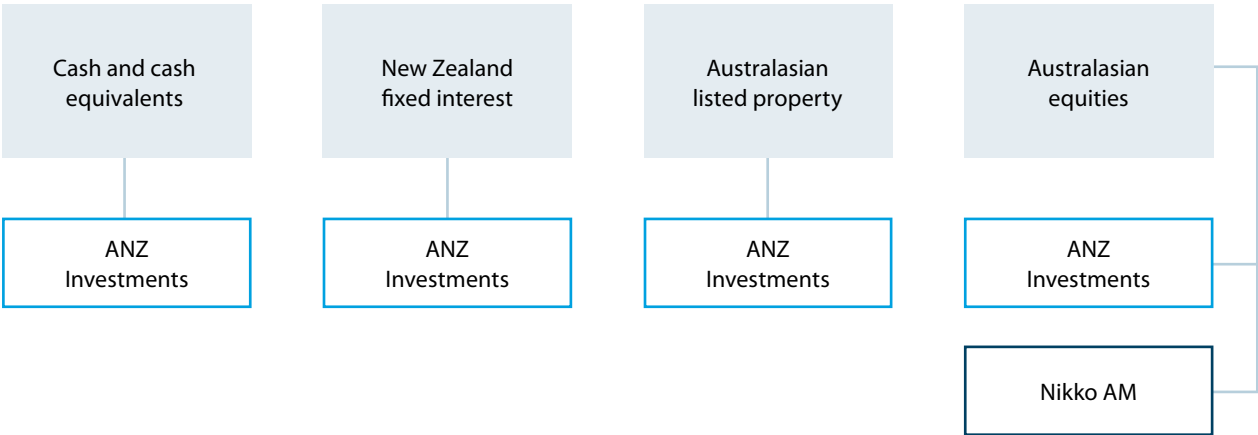 Cash and cash
equivalents
New Zealand
fixed interest
Australasian
listed property
Australasian
equities
ANZ
Investments
ANZ
Investments
ANZ
Investments
ANZ
Investments
Nikko AM